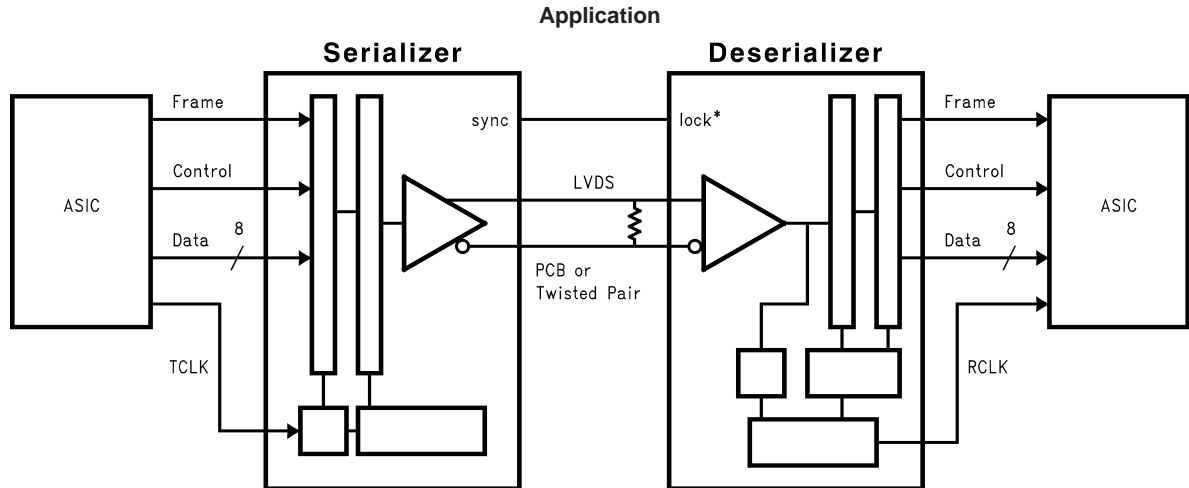 Application
Serializer
Deserializer
ASIC
Frame
Control
Data
8
TCLK
sync
LVDS
PCB or
Twisted Pair
lock*
Frame
Control
Data
8
RCLK
ASIC